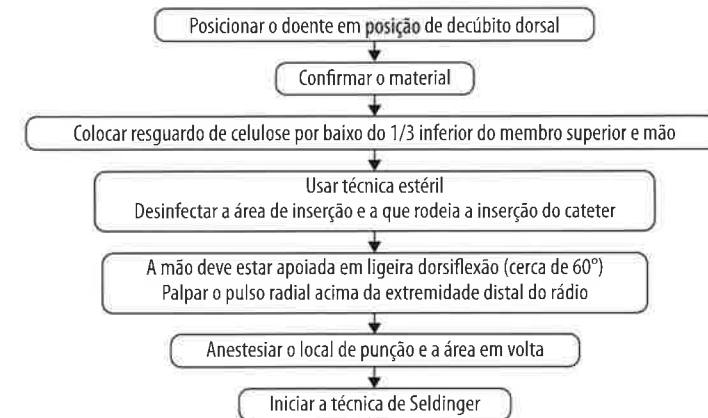 Posicionar o doente em posição de decúbito dorsal
Confirmar o material
Colocar resguardo de celulose por baixo do 1/3 inferior do membro superior e mão
Usar técnica estéril
Desinfectar a área de inserção e a que rodeia a inserção do cateter
A mão deve estar apoiada em ligeira dorsiflexão (cerca de 60°)
Palpar o pulso radial acima da extremidade distal do rádio
Anestesiar o local de punção e a área em volta
Iniciar a técnica de Seldinger